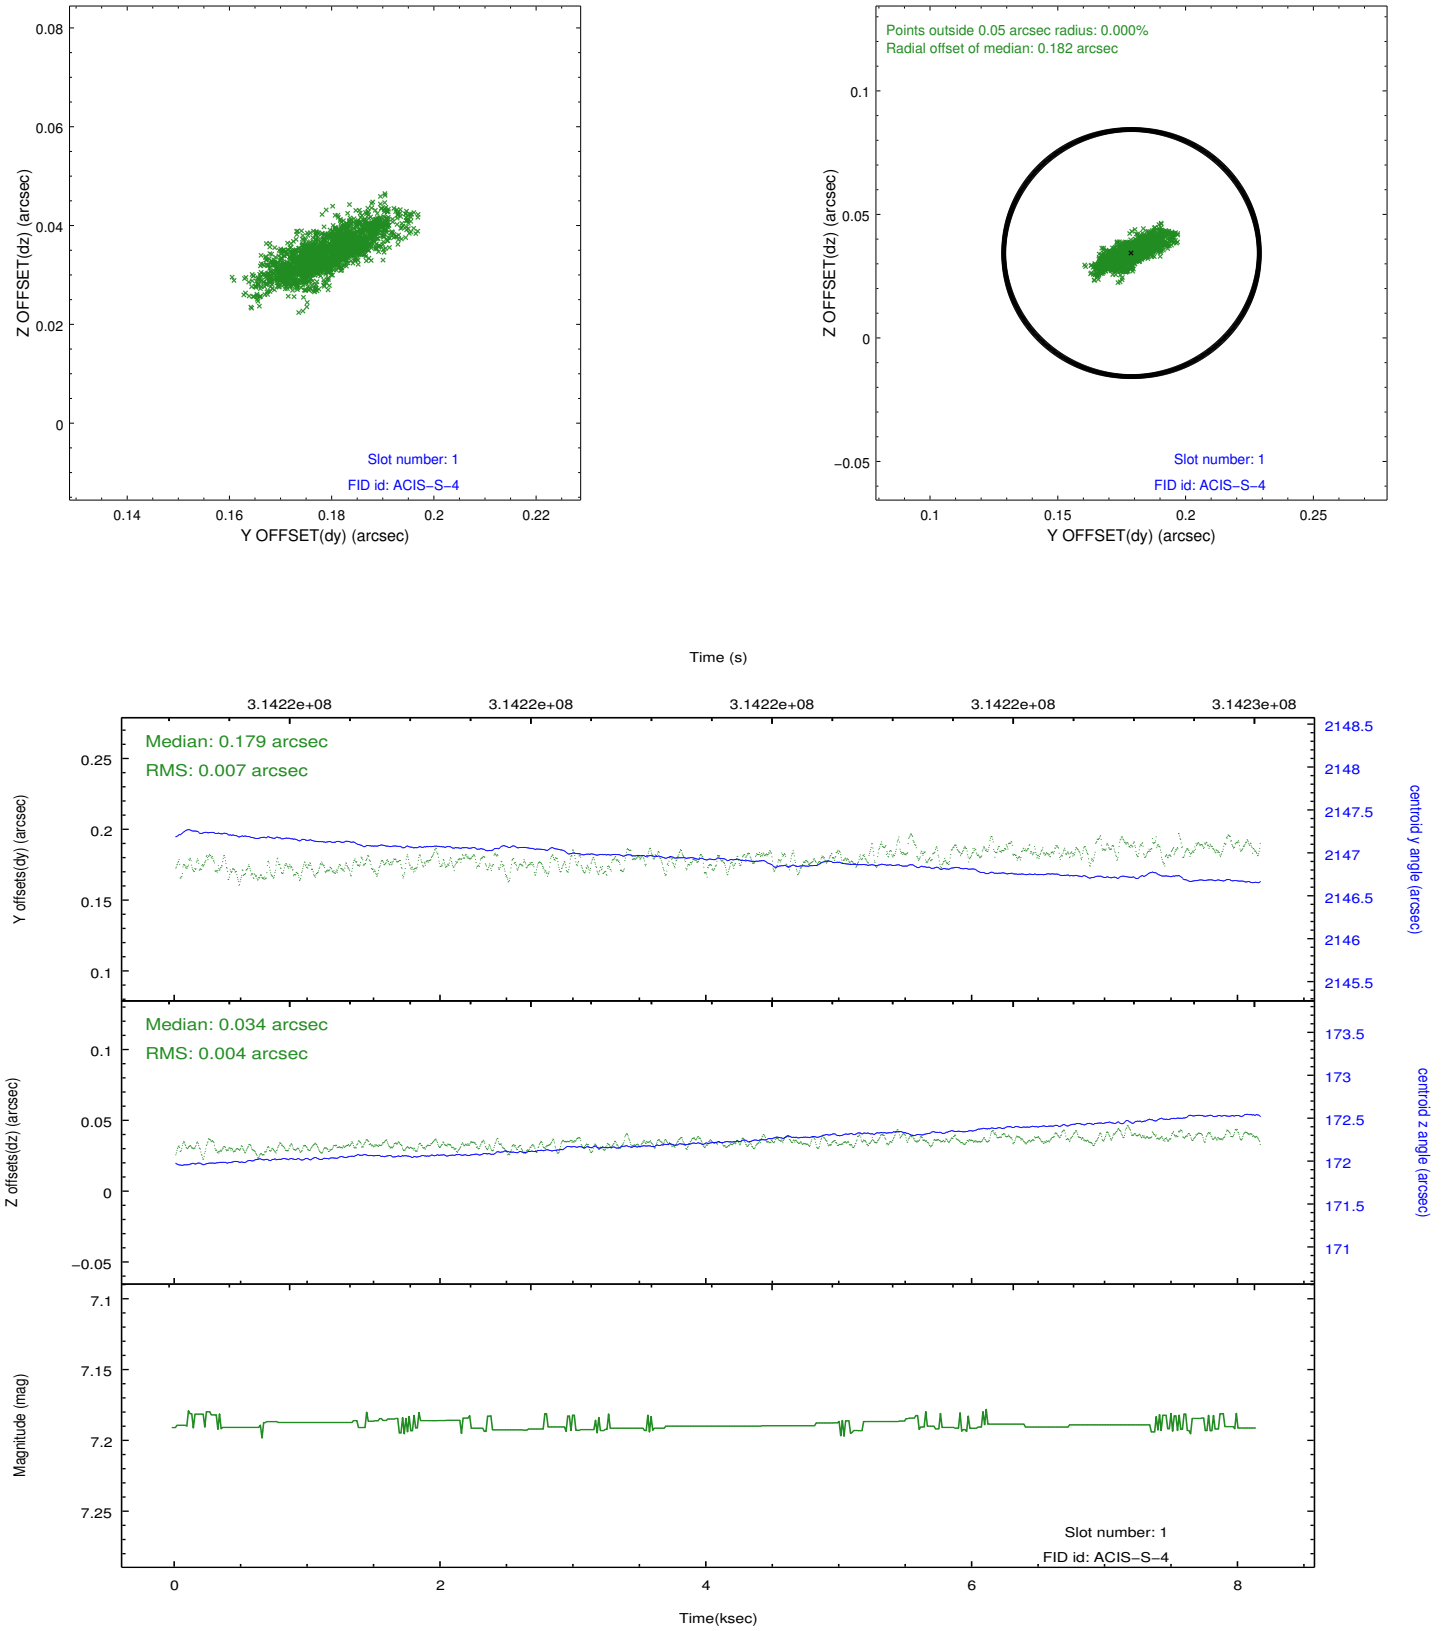 0.08
0.06
0.04
0.02
0
Z OFFSET(dz) (arcsec)
Slot number: 1
FID id: ACIS−S−4
0.14 0.16 0.18 0.2 0.22
Y OFFSET(dy) (arcsec)
Points outside 0.05 arcsec radius: 0.000%
Radial offset of median: 0.182 arcsec
0.1
0.05
0
−0.05
Z OFFSET(dz) (arcsec)
Slot number: 1
FID id: ACIS−S−4
0.1 0.15 0.2 0.25
Y OFFSET(dy) (arcsec)
Time (s)
3.1422e+08 3.1422e+08 3.1422e+08 3.1422e+08 3.1423e+08
Median: 0.179 arcsec
RMS: 0.007 arcsec
0.25
0.2
0.15
0.1
Y offsets(dy) (arcsec)
2148.5
2148
2147.5
2147
2146.5
2146
2145.5
centroid y angle (arcsec)
Median: 0.034 arcsec
RMS: 0.004 arcsec
0.1
0.05
0
−0.05
Z offsets(dz) (arcsec)
173.5
173
172.5
172
171.5
171
centroid z angle (arcsec)
7.1
7.15
7.2
7.25
Magnitude (mag)
Slot number: 1
FID id: ACIS−S−4
0 2 4 6 8
Time(ksec)